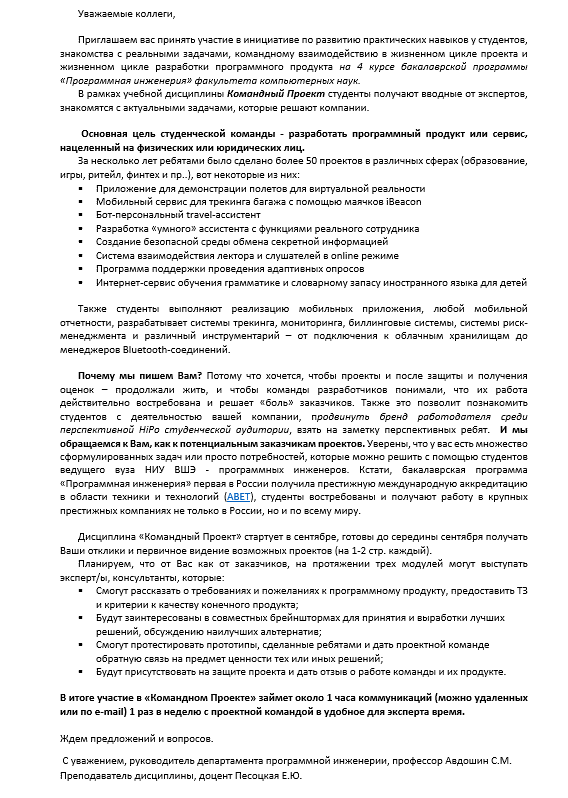 Уважаемые коллеги,
Приглашаем вас принять участие в инициативе по развитию практических навыков у студентов,
знакомства с реальными задачами, командному взаимодействию в жизненном цикле проекта и
жизненном цикле разработки программного продукта на 4 курсе бакалаврской программы
«Программная инженерия» факультета компьютерных наук.
В рамках учебной дисциплины Командный Проект студенты получают вводные от экспертов,
знакомятся с актуальными задачами, которые решают компании.
Основная цель студенческой команды - разработать программный продукт или сервис,
нацеленный на физических или юридических лиц.
За несколько лет ребятами было сделано более 50 проектов в различных сферах (образование,
игры, ритейл, финтех и пр..), вот некоторые из них:
▪ Приложение для демонстрации полетов для виртуальной реальности
▪ Мобильный сервис для трекинга багажа с помощью маячков iBeacon
▪ Бот-персональный travel-ассистент
▪ Разработка «умного» ассистента с функциями реального сотрудника
▪ Создание безопасной среды обмена секретной информацией
▪ Система взаимодействия лектора и слушателей в online режиме
▪ Программа поддержки проведения адаптивных опросов
▪ Интернет-сервис обучения грамматике и словарному запасу иностранного языка для детей
Также студенты выполняют реализацию мобильных приложения, любой мобильной
отчетности, разрабатывает системы трекинга, мониторинга, биллинговые системы, системы риск-
менеджмента и различный инструментарий – от подключения к облачным хранилищам до
менеджеров Bluetooth-соединений.
Почему мы пишем Вам? Потому что хочется, чтобы проекты и после защиты и получения
оценок – продолжали жить, и чтобы команды разработчиков понимали, что их работа
действительно востребована и решает «боль» заказчиков. Также это позволит познакомить
студентов с деятельностью вашей компании, продвинуть бренд работодателя среди
перспективной HiPo студенческой аудитории, взять на заметку перспективных ребят. И мы
обращаемся к Вам, как к потенциальным заказчикам проектов. Уверены, что у вас есть множество
сформулированных задач или просто потребностей, которые можно решить с помощью студентов
ведущего вуза НИУ ВШЭ - программных инженеров. Кстати, бакалаврская программа
«Программная инженерия» первая в России получила престижную международную аккредитацию
в области техники и технологий (ABET), студенты востребованы и получают работу в крупных
престижных компаниях не только в России, но и по всему миру.
Дисциплина «Командный Проект» стартует в сентябре, готовы до середины сентября получать
Ваши отклики и первичное видение возможных проектов (на 1-2 стр. каждый).
Планируем, что от Вас как от заказчиков, на протяжении трех модулей могут выступать
эксперт/ы, консультанты, которые:
▪ Смогут рассказать о требованиях и пожеланиях к программному продукту, предоставить ТЗ
и критерии к качеству конечного продукта;
▪ Будут заинтересованы в совместных брейнштормах для принятия и выработки лучших
решений, обсуждению наилучших альтернатив;
▪ Смогут протестировать прототипы, сделанные ребятами и дать проектной команде
обратную связь на предмет ценности тех или иных решений;
▪ Будут присутствовать на защите проекта и дать отзыв о работе команды и их продукте.
В итоге участие в «Командном Проекте» займет около 1 часа коммуникаций (можно удаленных
или по e-mail) 1 раз в неделю с проектной командой в удобное для эксперта время.
Ждем предложений и вопросов.
С уважением, руководитель департамента программной инженерии, профессор Авдошин С.М.
Преподаватель дисциплины, доцент Песоцкая Е.Ю.